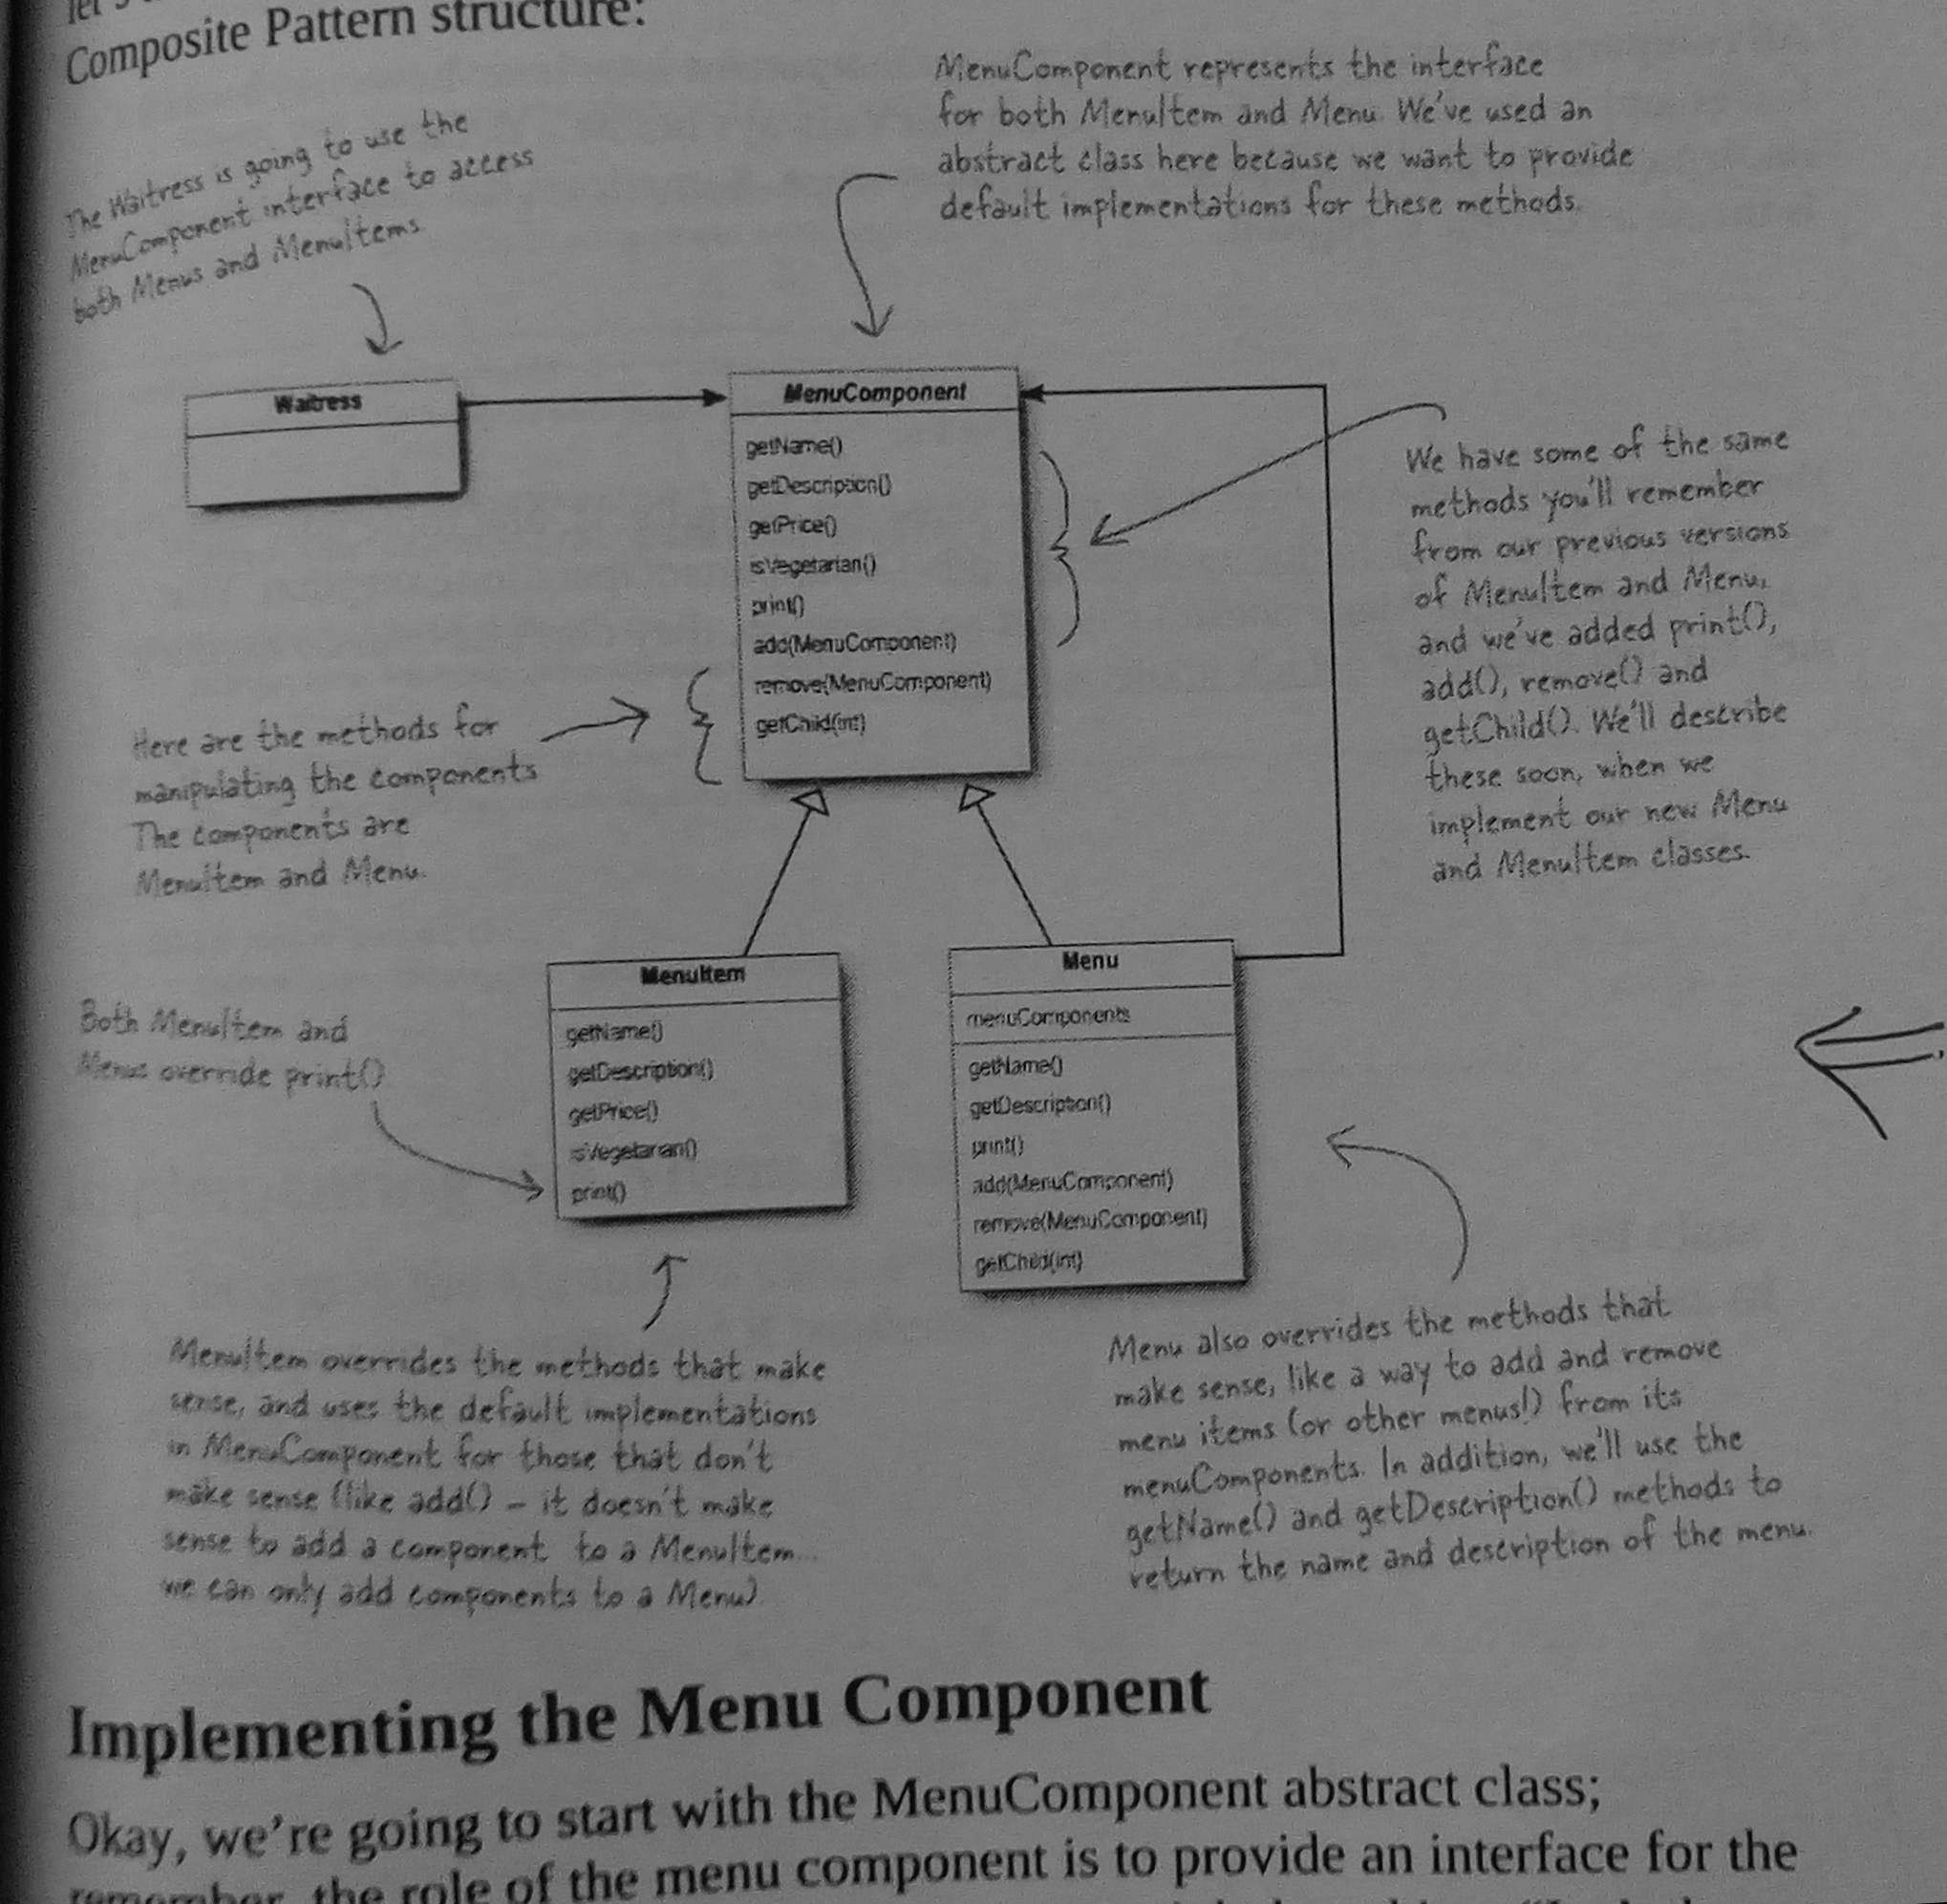 let's
Composite Pattern structure:
MenuComponent represents the interface
for both MenuItem and Menu. We've used an
abstract class here because we want to provide
default implementations for these methods.
The Waitress is going to use the
MenuComponent interface to access
both Menus and MenuItems.
Waitress
MenuComponent
getName()
getDescription()
getPrice()
isVegetarian()
print()
add(MenuComponent)
remove(MenuComponent)
getChild(int)
We have some of the same
methods you'll remember
from our previous versions
of MenuItem and Menu,
and we've added print(),
add(), remove() and
getChild(). We'll describe
these soon, when we
implement our new Menu
and MenuItem classes.
Here are the methods for
manipulating the components
The components are
MenuItem and Menu.
MenuItem
getName()
getDescription()
getPrice()
isVegetarian()
print()
Menu
menuComponents
getName()
getDescription()
print()
add(MenuComponent)
remove(MenuComponent)
getChild(int)
Both MenuItem and
Menus override print()
MenuItem overrides the methods that make
sense, and uses the default implementations
in MenuComponent for those that don't
make sense (like add() – it doesn't make
sense to add a component to a MenuItem...
we can only add components to a Menu)
Menu also overrides the methods that
make sense, like a way to add and remove
menu items (or other menus!) from its
menuComponents. In addition, we'll use the
getName() and getDescription() methods to
return the name and description of the menu.
Implementing the Menu Component
Okay, we're going to start with the MenuComponent abstract class;
remember, the role of the menu component is to provide an interface for the